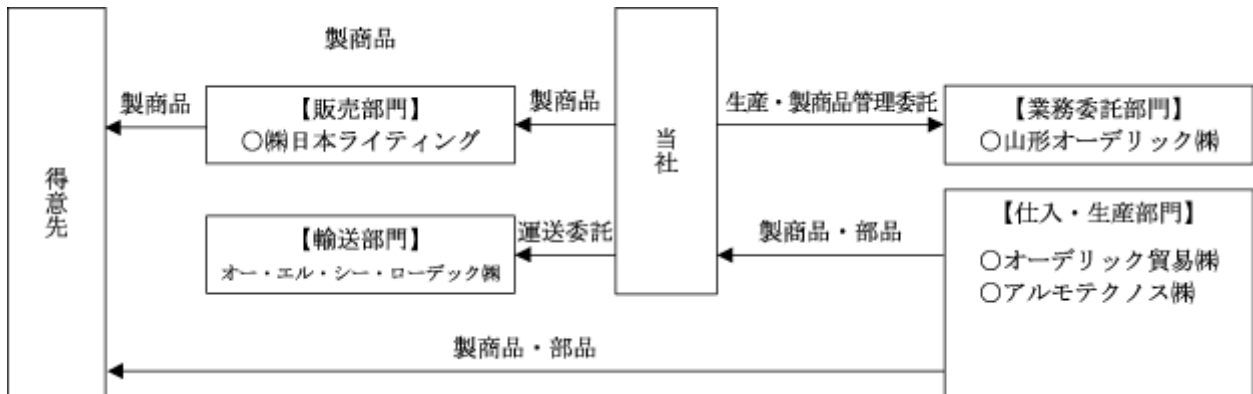 製商品
製商品
【販売部門】
○㈱日本ライティング
製商品
当社
生産・製商品管理委託
【業務委託部門】
○山形オーデリック㈱
得意先
【輸送部門】
オー・エル・シー・ローデック㈱
運送委託
製商品・部品
【仕入・生産部門】
○オーデリック貿易㈱
○アルモテクノス㈱
製商品・部品